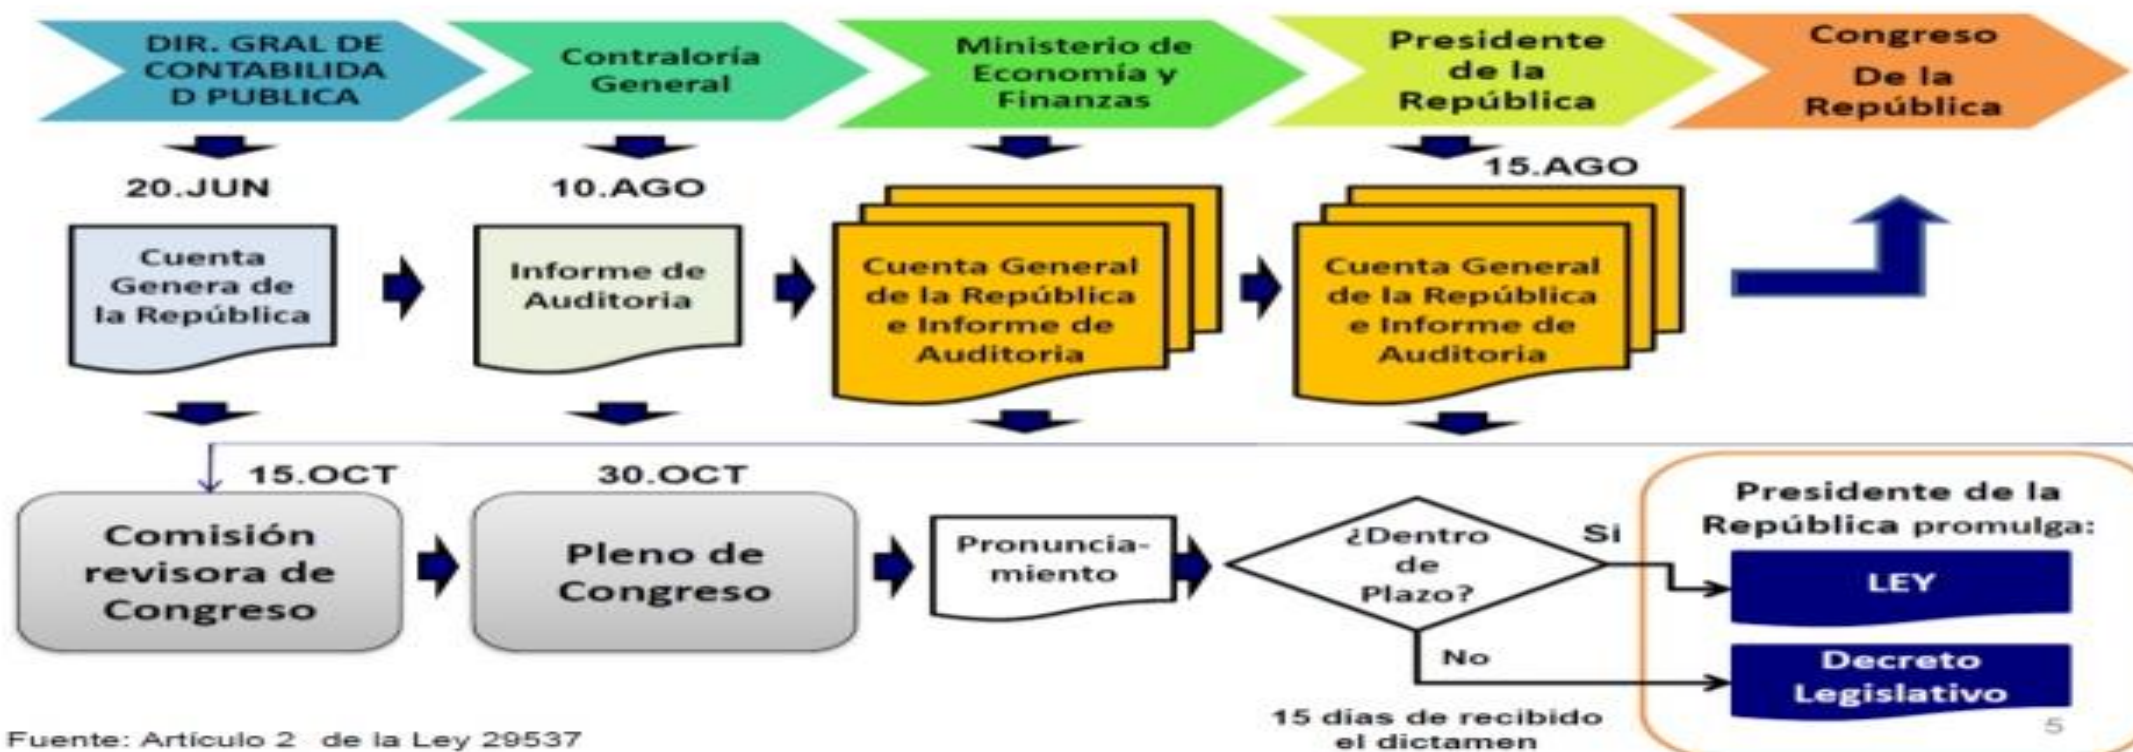 DIR. GRAL DE
CONTABILIDA
D PUBLICA
Contraloría
General
Ministerio de
Economía y
Finanzas
Presidente
de la
República
Congreso
De la
República
20.JUN
10.AGO
15.AGO
Cuenta
Genera de
la República
Informe de
Auditoria
Cuenta General
de la República
e Informe de
Auditoria
Cuenta General
de la República
e Informe de
Auditoria
15.OCT
30.OCT
Comisión
revisora de
Congreso
Pleno de
Congreso
Pronuncia-
miento
¿Dentro
de
Plazo?
Si
No
Presidente de la
República promulga:
LEY
Decreto
Legislativo
15 días de recibido
el dictamen
5
Fuente: Artículo 2 de la Ley 29537